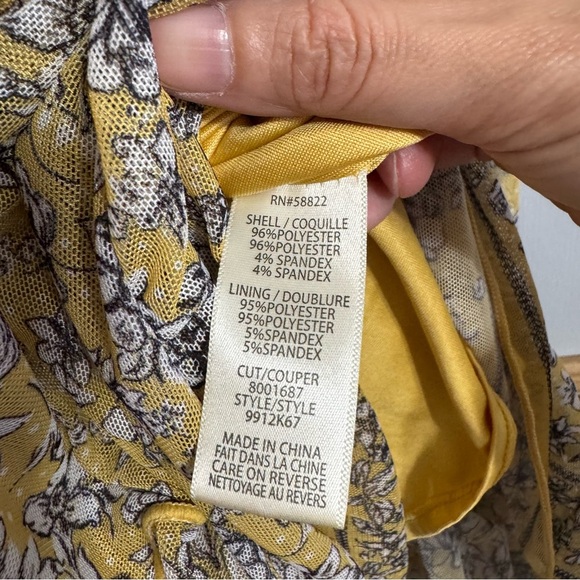 RN#58822
SHELL / COQUILLE
96%POLYESTER
96%POLYESTER
4% SPANDEX
4% SPANDEX
LINING / DOUBLURE
95%POLYESTER
95%POLYESTER
5%SPANDEX
5%SPANDEX
CUT/COUPER
8001687
STYLE/STYLE
9912K67
MADE IN CHINA
FAIT DANS LA CHINE
CARE ON REVERSE
NETTOYAGE AU REVERS